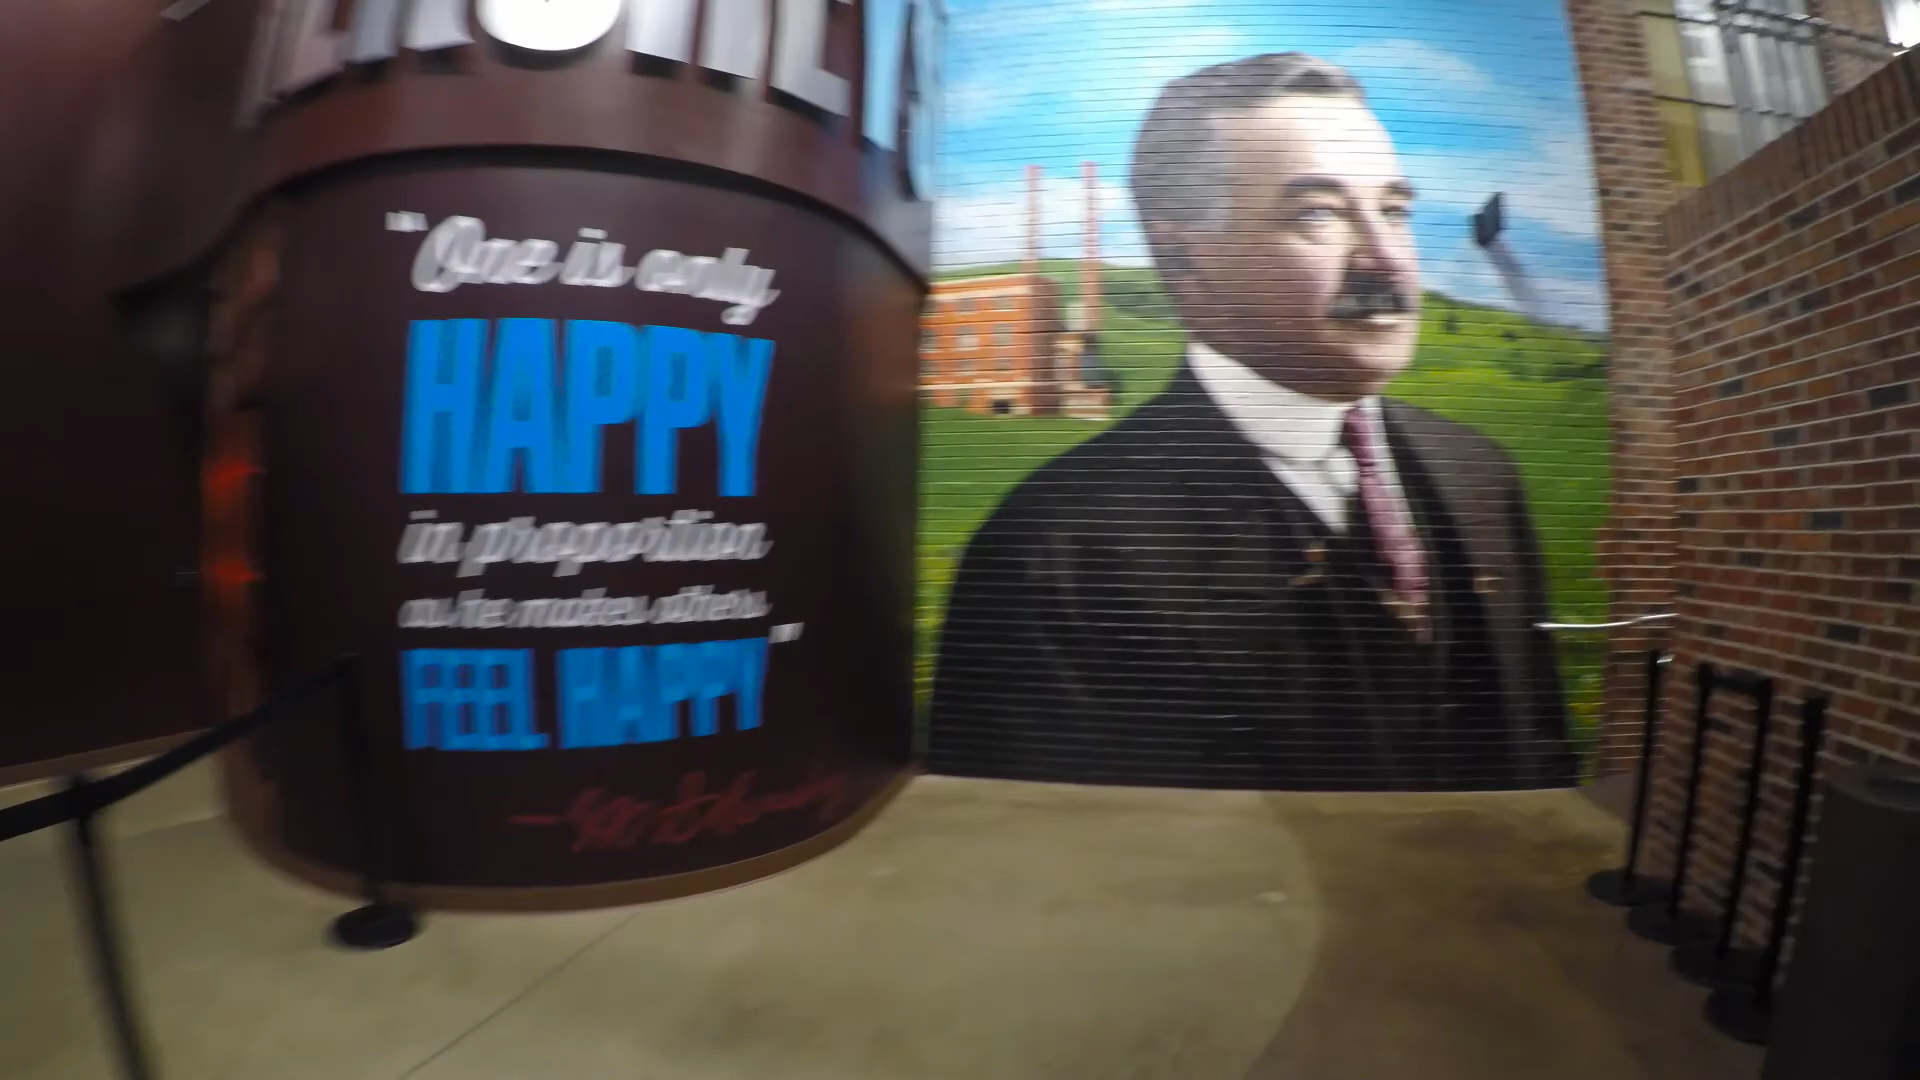 “One is only
HAPPY
in proportion
as he makes others
FEEL HAPPY”